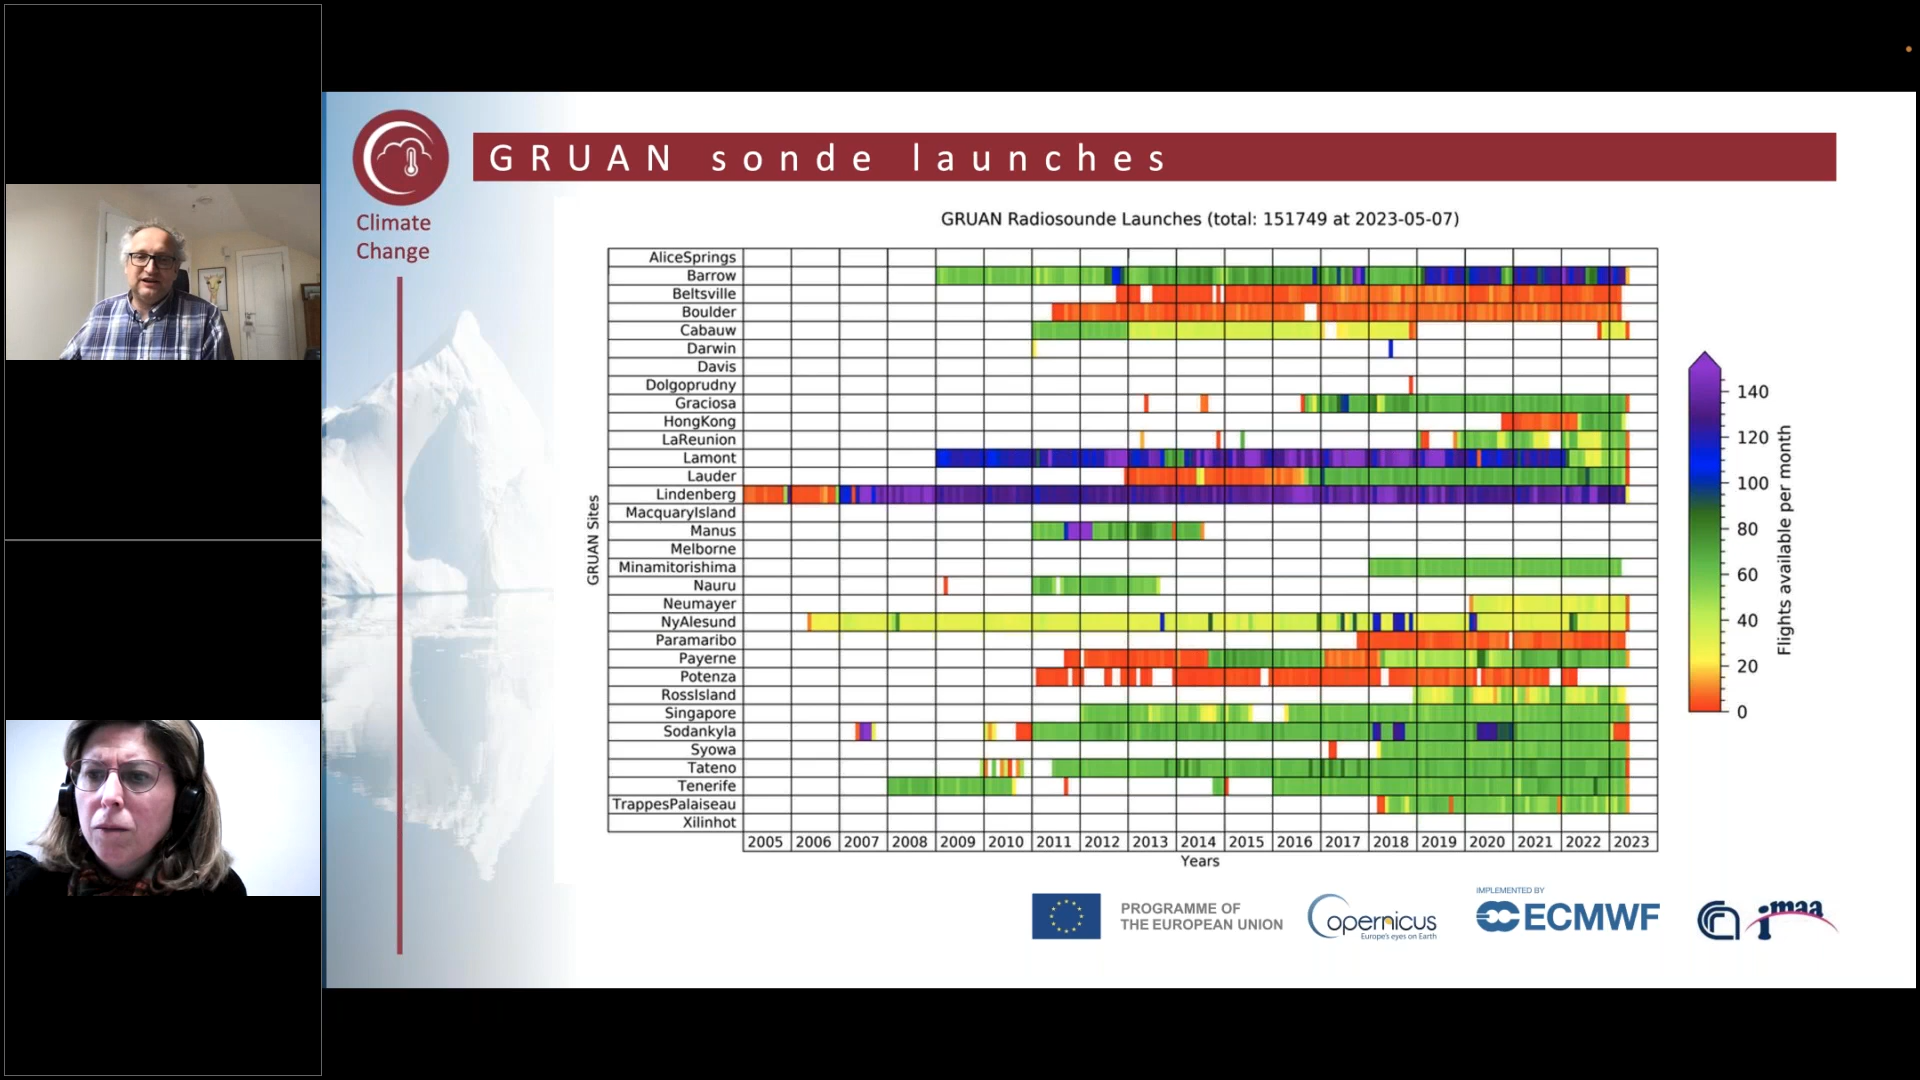 GRUAN sonde launches
Climate
Change
GRUAN Radiosounde Launches (total: 151749 at 2023-05-07)
GRUAN Sites
AliceSprings
Barrow
Beltsville
Boulder
Cabauw
Darwin
Davis
Dolgoprudny
Graciosa
HongKong
LaReunion
Lamont
Lauder
Lindenberg
MacquaryIsland
Manus
Melborne
Minamitorishima
Nauru
Neumayer
NyAlesund
Paramaribo
Payerne
Potenza
RossIsland
Singapore
Sodankyla
Syowa
Tateno
Tenerife
TrappesPalaiseau
Xilinhot
2005 2006 2007 2008 2009 2010 2011 2012 2013 2014 2015 2016 2017 2018 2019 2020 2021 2022 2023
Years
140
120
100
80
60
40
20
0
Flights available per month
PROGRAMME OF
THE EUROPEAN UNION
opernicus
Europe's eyes on Earth
IMPLEMENTED BY
ECMWF
imaa